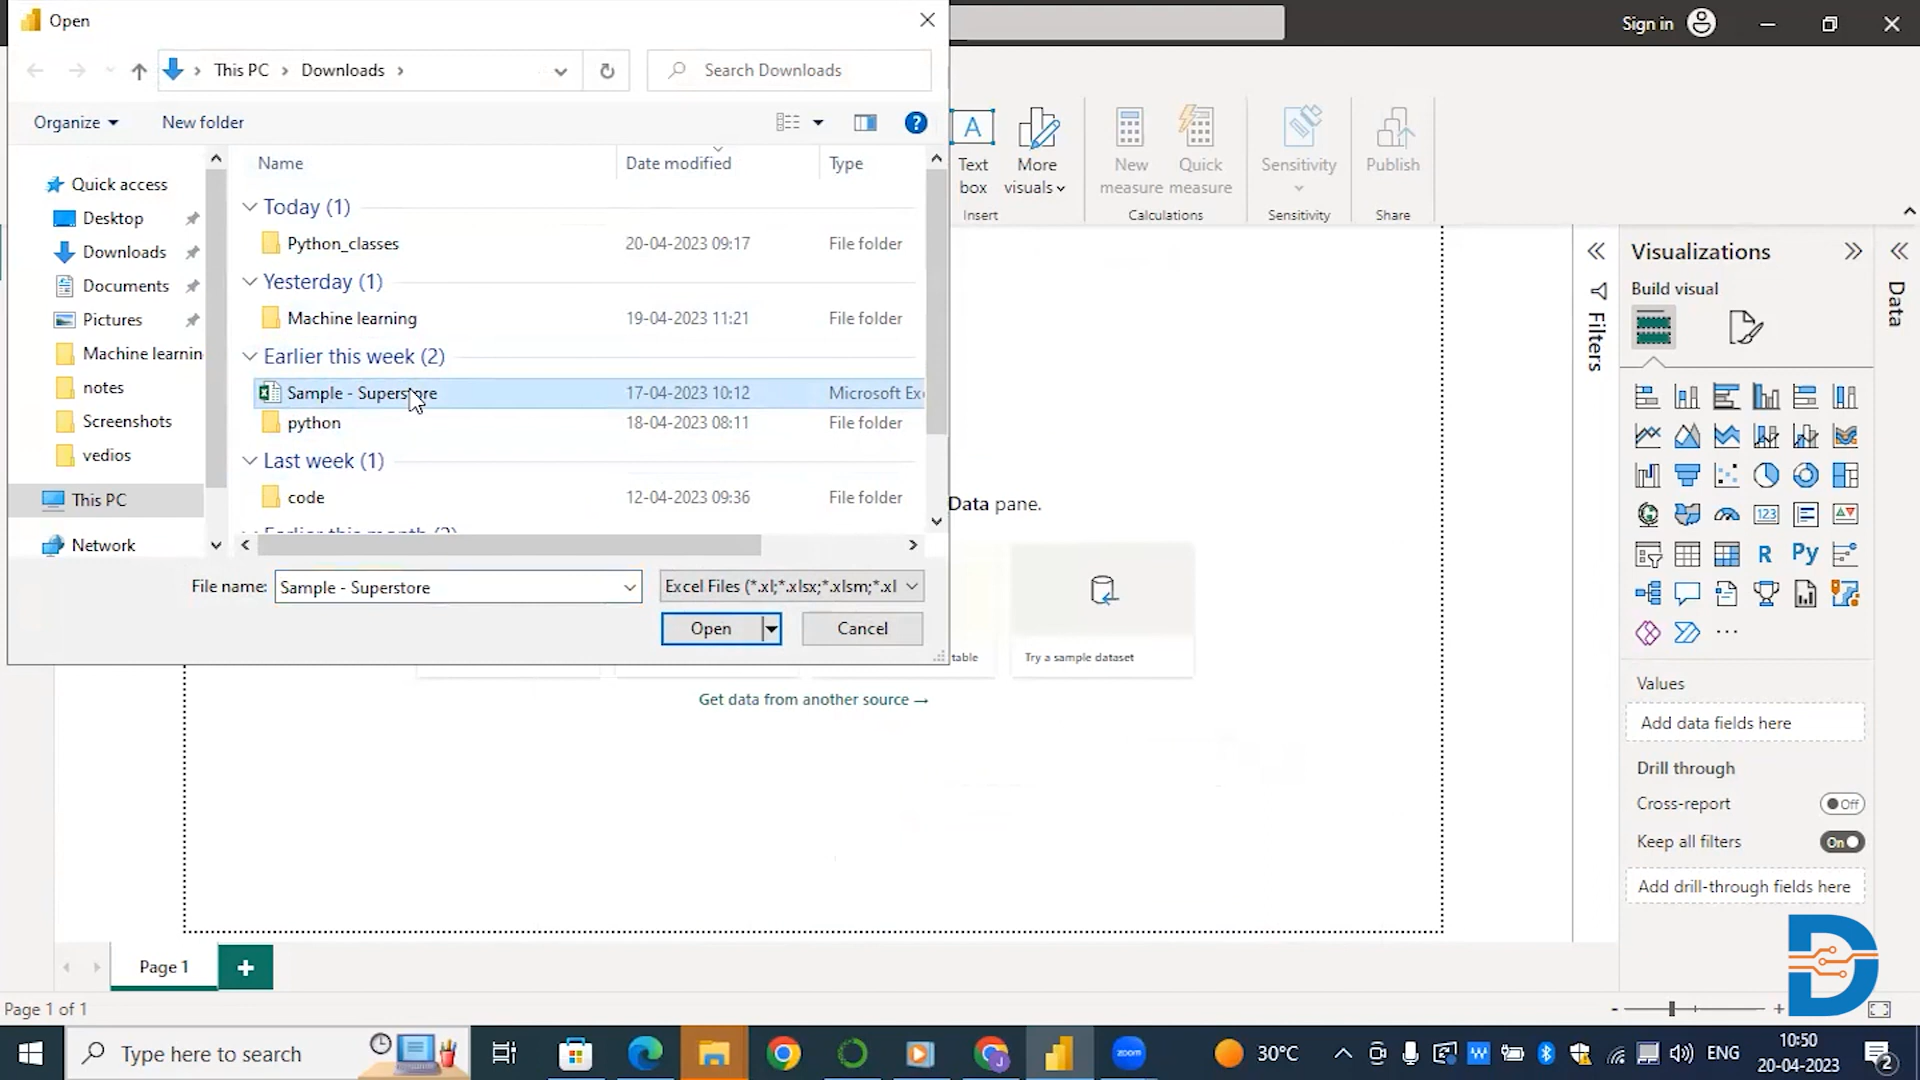 Open
Sign in
This PC > Downloads >
Search Downloads
Organize
New folder
Name
Date modified
Type
Quick access
Desktop
Downloads
Documents
Pictures
Machine learnin
notes
Screenshots
vedios
This PC
Network
Today (1)
Python_classes 20-04-2023 09:17 File folder
Yesterday (1)
Machine learning 19-04-2023 11:21 File folder
Earlier this week (2)
Sample - Superstore 17-04-2023 10:12 Microsoft Ex
python 18-04-2023 08:11 File folder
Last week (1)
code 12-04-2023 09:36 File folder
File name: Sample - Superstore
Excel Files (*.xl;*.xlsx;*.xlsm;*.xl
Open
Cancel
Text box
More visuals
Insert
New measure
Quick measure
Calculations
Sensitivity
Sensitivity
Publish
Share
Data pane.
table
Try a sample dataset
Get data from another source →
Filters
Visualizations
Build visual
123
R
Py
...
Values
Add data fields here
Drill through
Cross-report
Off
Keep all filters
On
Add drill-through fields here
Data
Page 1
+
Page 1 of 1
- +
Type here to search
zoom
30°C
ENG
10:50
20-04-2023
2